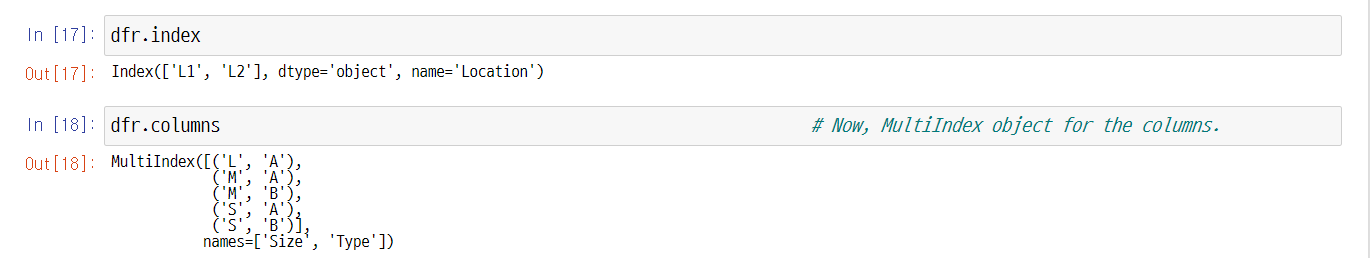 In [17]: dfr.index
Out[17]: Index(['L1', 'L2'], dtype='object', name='Location')
In [18]: dfr.columns # Now, MultiIndex object for the columns.
Out[18]: MultiIndex([('L', 'A'),
('M', 'A'),
('M', 'B'),
('S', 'A'),
('S', 'B')],
names=['Size', 'Type'])